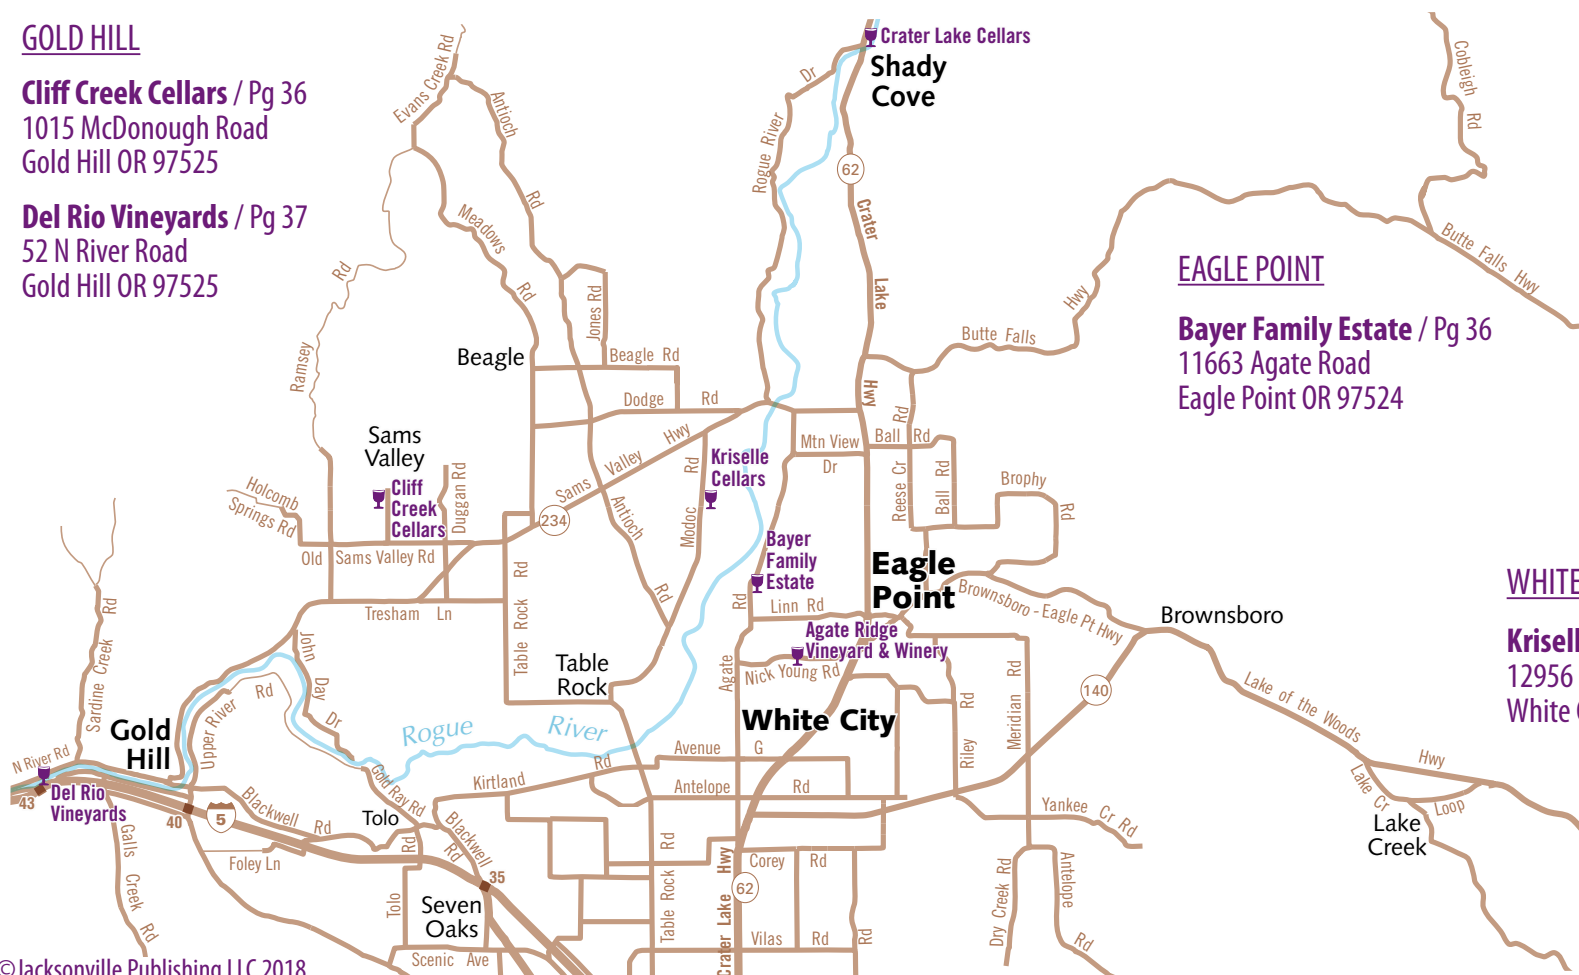 GOLD HILL
Cliff Creek Cellars / Pg 36
1015 McDonough Road
Gold Hill OR 97525
Del Rio Vineyards / Pg 37
52 N River Road
Gold Hill OR 97525
EAGLE POINT
Bayer Family Estate / Pg 36
11663 Agate Road
Eagle Point OR 97524
WHITE
Krisell
12956
White
Crater Lake Cellars
Shady
Cove
Evans Creek Rd
Antioch
Rd
Meadows
Rd
Ramsey
Rd
Jones Rd
Beagle
Beagle Rd
Dodge
Rd
Rogue River
Dr
62
Crater
Lake
Hwy
Butte Falls
Hwy
Cobleigh
Rd
Butte Falls Hwy
Sams
Valley
Cliff
Creek
Cellars
Duggan Rd
Holcomb
Springs Rd
Old
Sams Valley Rd
234
Sams
Valley
Hwy
Antioch
Rd
Modoc
Rd
Kriselle
Cellars
Mtn View
Dr
Ball
Rd
Reese Cr
Rd
Ball Rd
Brophy
Rd
Bayer
Family
Estate
Eagle
Point
Brownsboro - Eagle Pt Hwy
Brownsboro
Tresham Ln
Table Rock Rd
Table
Rock
Linn Rd
Agate
Rd
Agate Ridge
Vineyard & Winery
Nick Young Rd
White City
140
Meridian Rd
Riley
Rd
Lake of the Woods
Hwy
Lake Cr
Loop
Lake
Creek
Sardine Creek Rd
Gold
Hill
N River Rd
Del Rio
Vineyards
43
40
5
35
Upper River
Rd
John
Day
Dr
Rogue
River
Gold Ray Rd
Galls
Creek
Rd
Blackwell
Rd
Foley Ln
Tolo
Tolo
Rd
Blackwell
Rd
Seven
Oaks
Scenic Ave
Kirtland
Rd
Avenue
G
Antelope
Rd
Table Rock
Rd
Crater Lake Hwy
62
Corey
Rd
Vilas
Rd
Rd
Yankee Cr Rd
Dry Creek Rd
Antelope
Rd
©Jacksonville Publishing LLC 2018